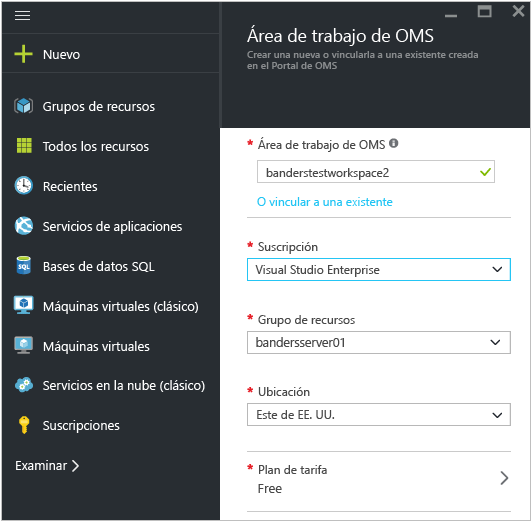 Nuevo
Grupos de recursos
Todos los recursos
Recientes
Servicios de aplicaciones
SQL
Bases de datos SQL
Máquinas virtuales (clásico)
Máquinas virtuales
Servicios en la nube (clásico)
Suscripciones
Examinar
Área de trabajo de OMS
Crear una nueva o vincularla a una existente creada
en el Portal de OMS
* Área de trabajo de OMS
banderstestworkspace2
O vincular a una existente
* Suscripción
Visual Studio Enterprise
* Grupo de recursos
bandersserver01
* Ubicación
Este de EE. UU.
* Plan de tarifa
Free